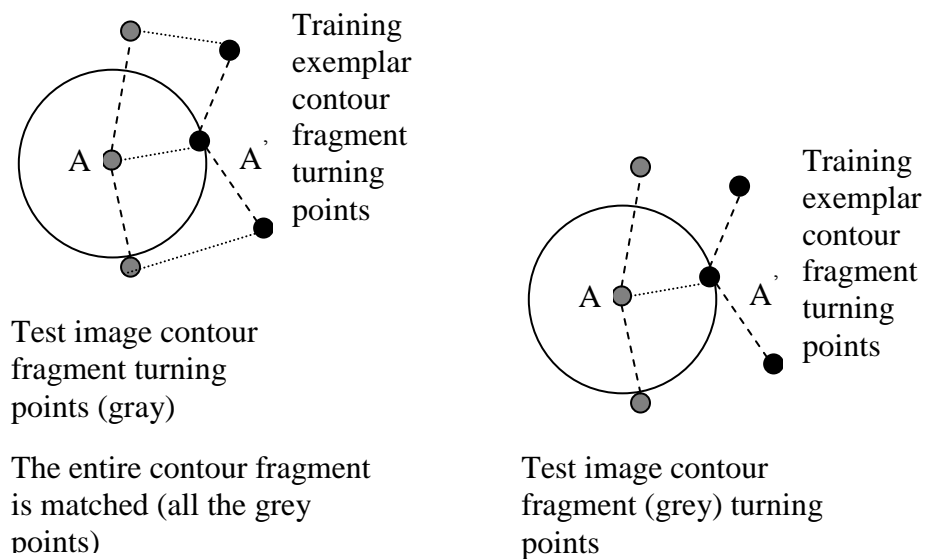 Training
exemplar
contour
fragment
turning
points
A
A’
Test image contour
fragment turning
points (gray)
The entire contour fragment
is matched (all the grey
points)
Training
exemplar
contour
fragment
turning
points
A
A’
Test image contour
fragment (grey) turning
points